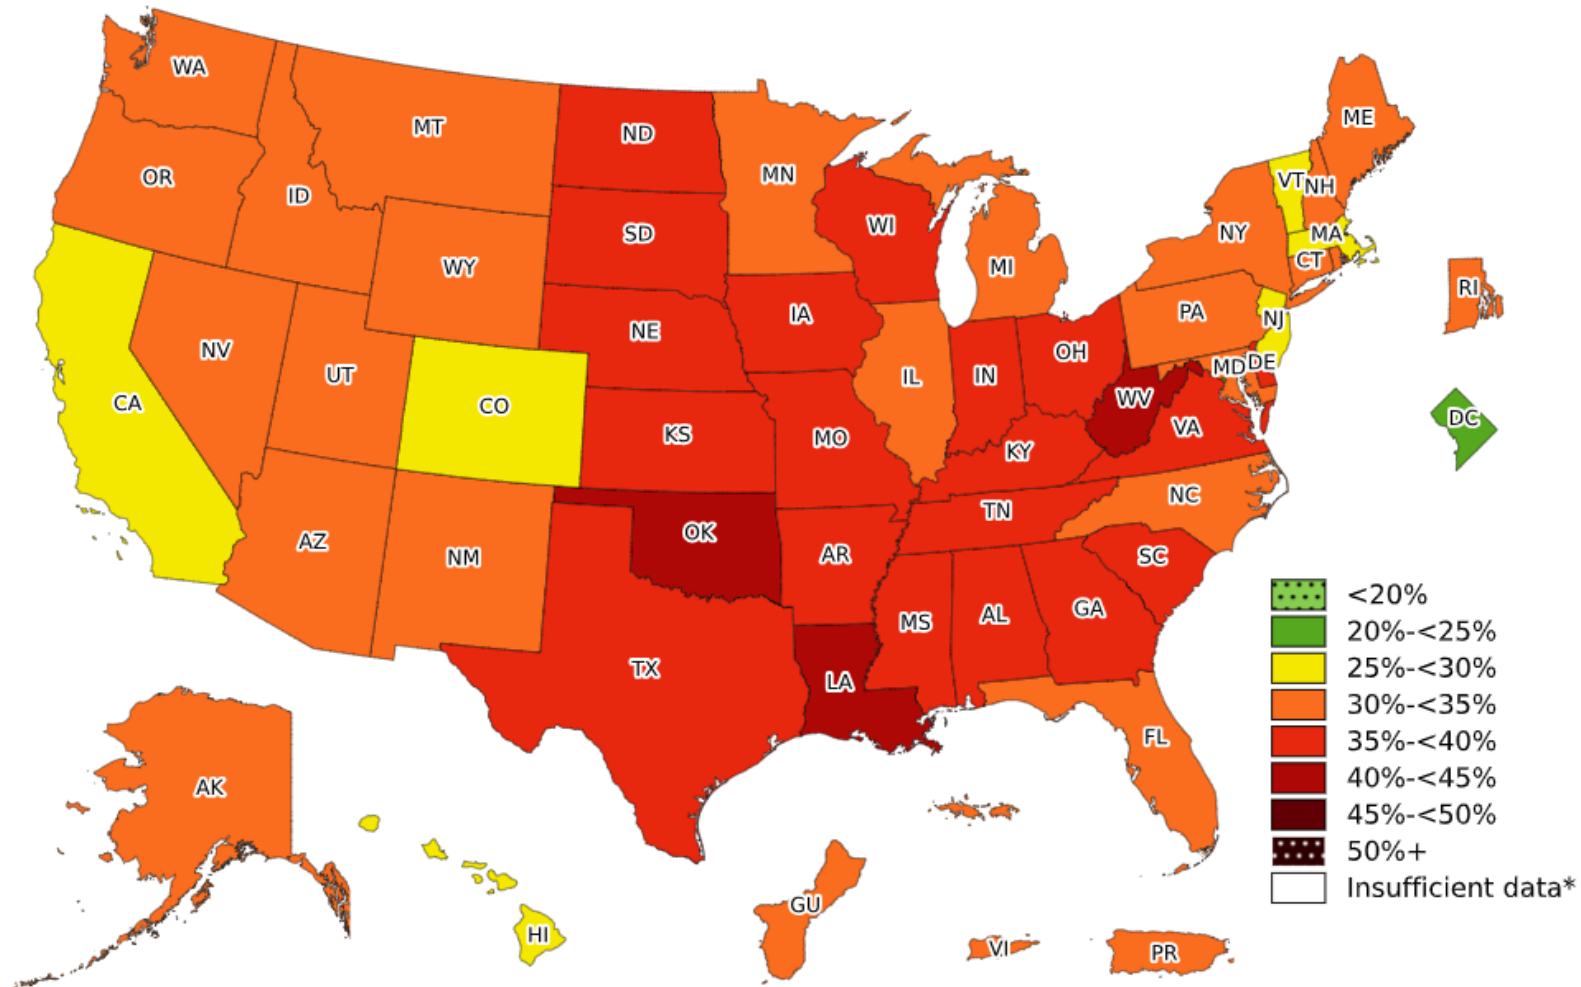 WA
MT
ND
ME
OR
ID
MN
VT
NH
SD
WI
NY
MA
WY
MI
CT
RI
NE
IA
PA
NJ
NV
UT
CO
IL
IN
OH
MD
DE
CA
KS
MO
WV
VA
DC
KY
AZ
NM
OK
AR
TN
NC
SC
TX
MS
AL
GA
LA
FL
AK
HI
GU
VI
PR
<20%
20%-<25%
25%-<30%
30%-<35%
35%-<40%
40%-<45%
45%-<50%
50%+
Insufficient data*